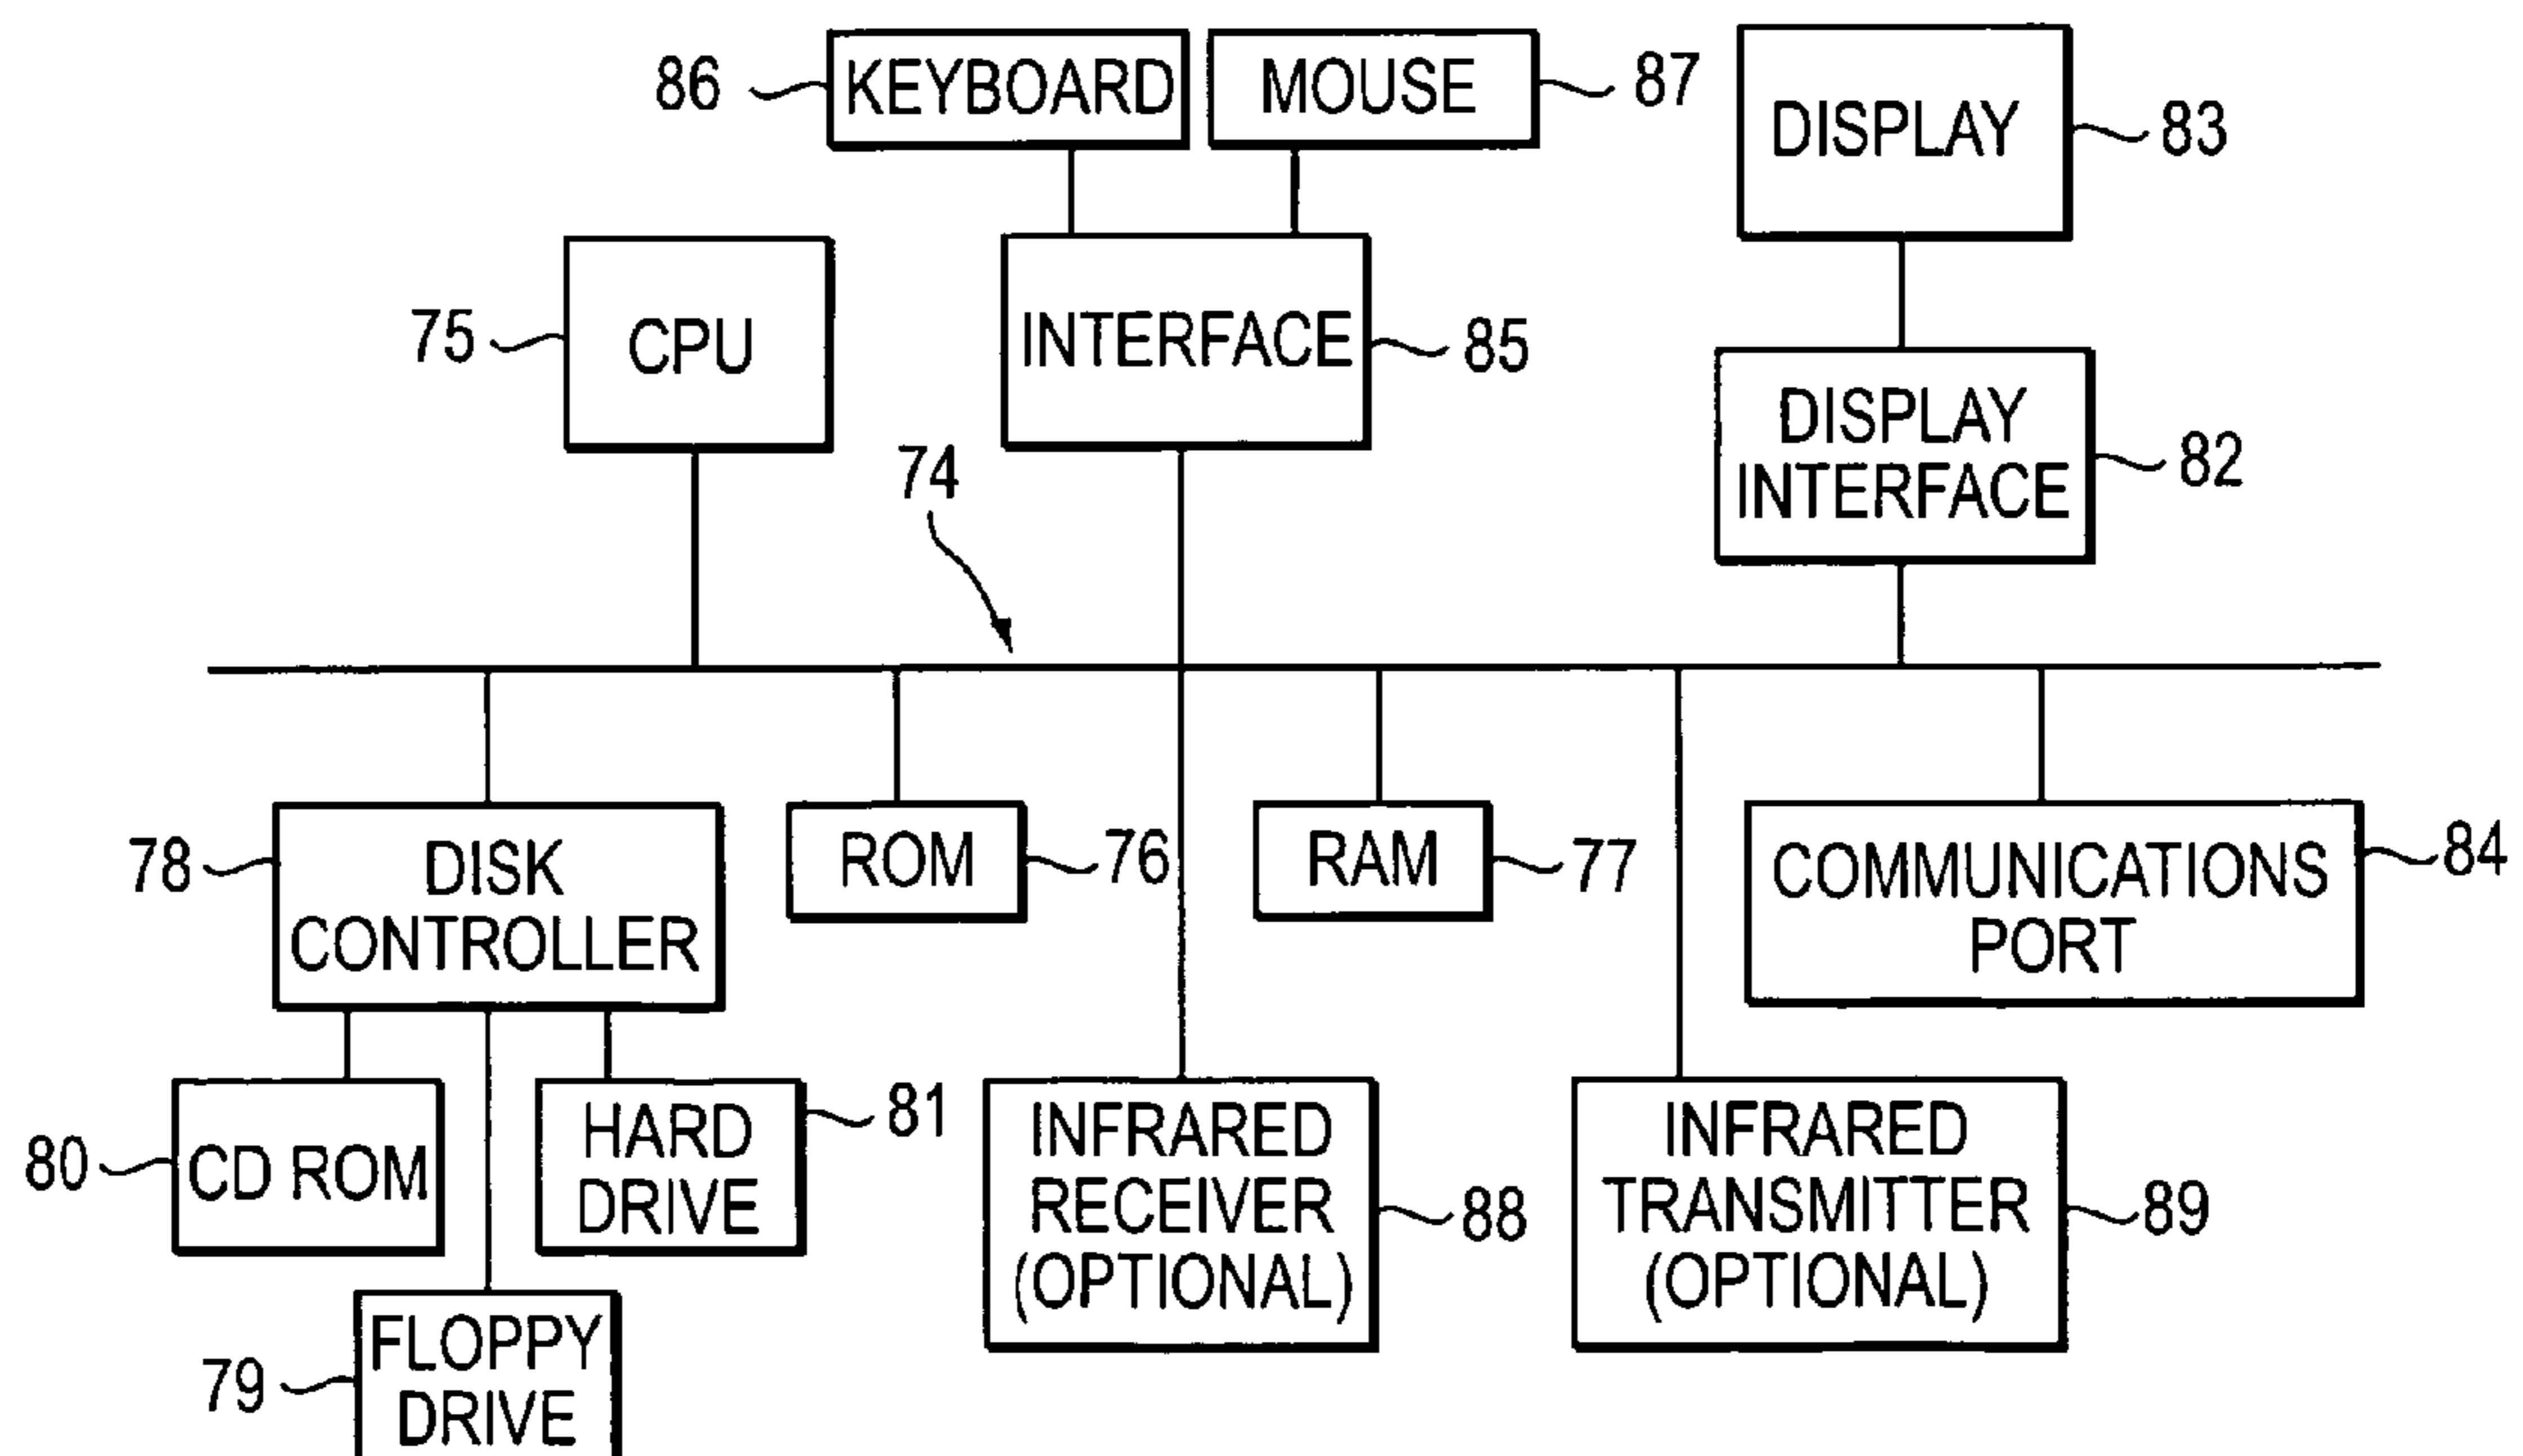 86
KEYBOARD
MOUSE
87
DISPLAY
83
75
CPU
INTERFACE
85
DISPLAY
INTERFACE
82
74
78
DISK
CONTROLLER
ROM
76
RAM
77
COMMUNICATIONS
PORT
84
80
CD ROM
HARD
DRIVE
81
INFRARED
RECEIVER
(OPTIONAL)
88
INFRARED
TRANSMITTER
(OPTIONAL)
89
79
FLOPPY
DRIVE